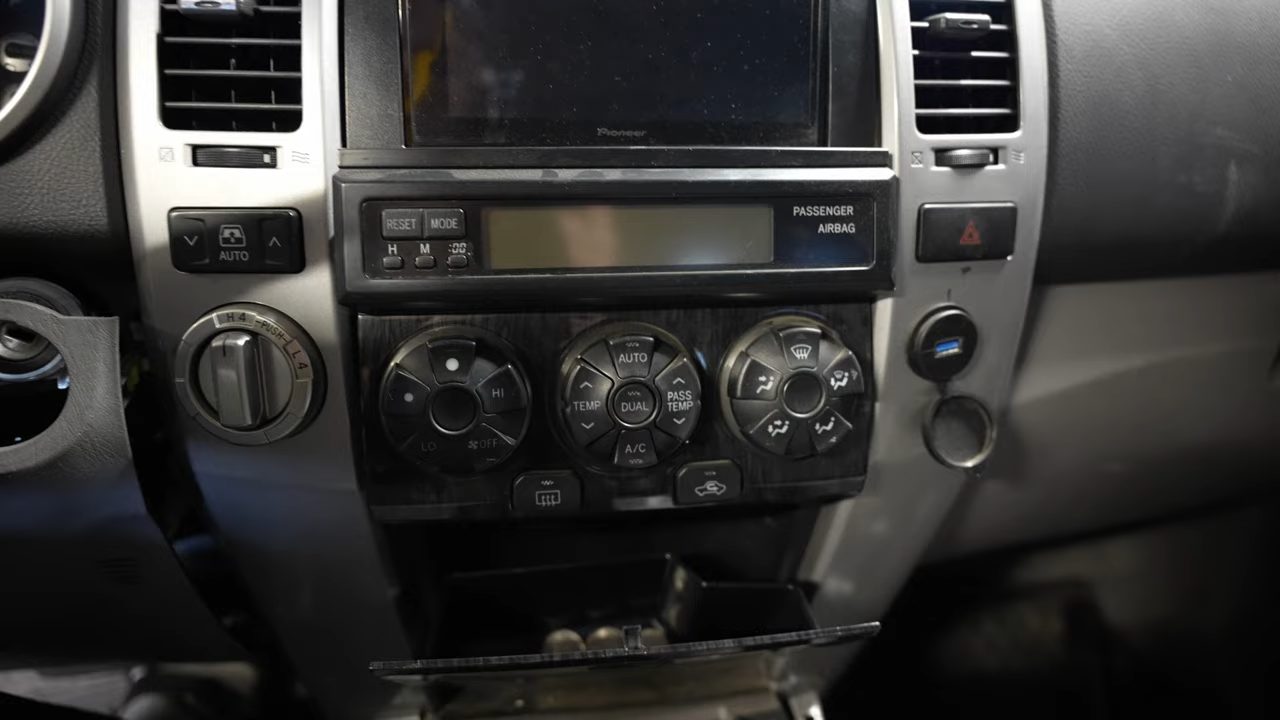 Pioneer
RESET MODE
H M :00
PASSENGER
AIRBAG
AUTO
H4 PUSH L4
HI
LO OFF
AUTO
TEMP DUAL PASS
TEMP
A/C